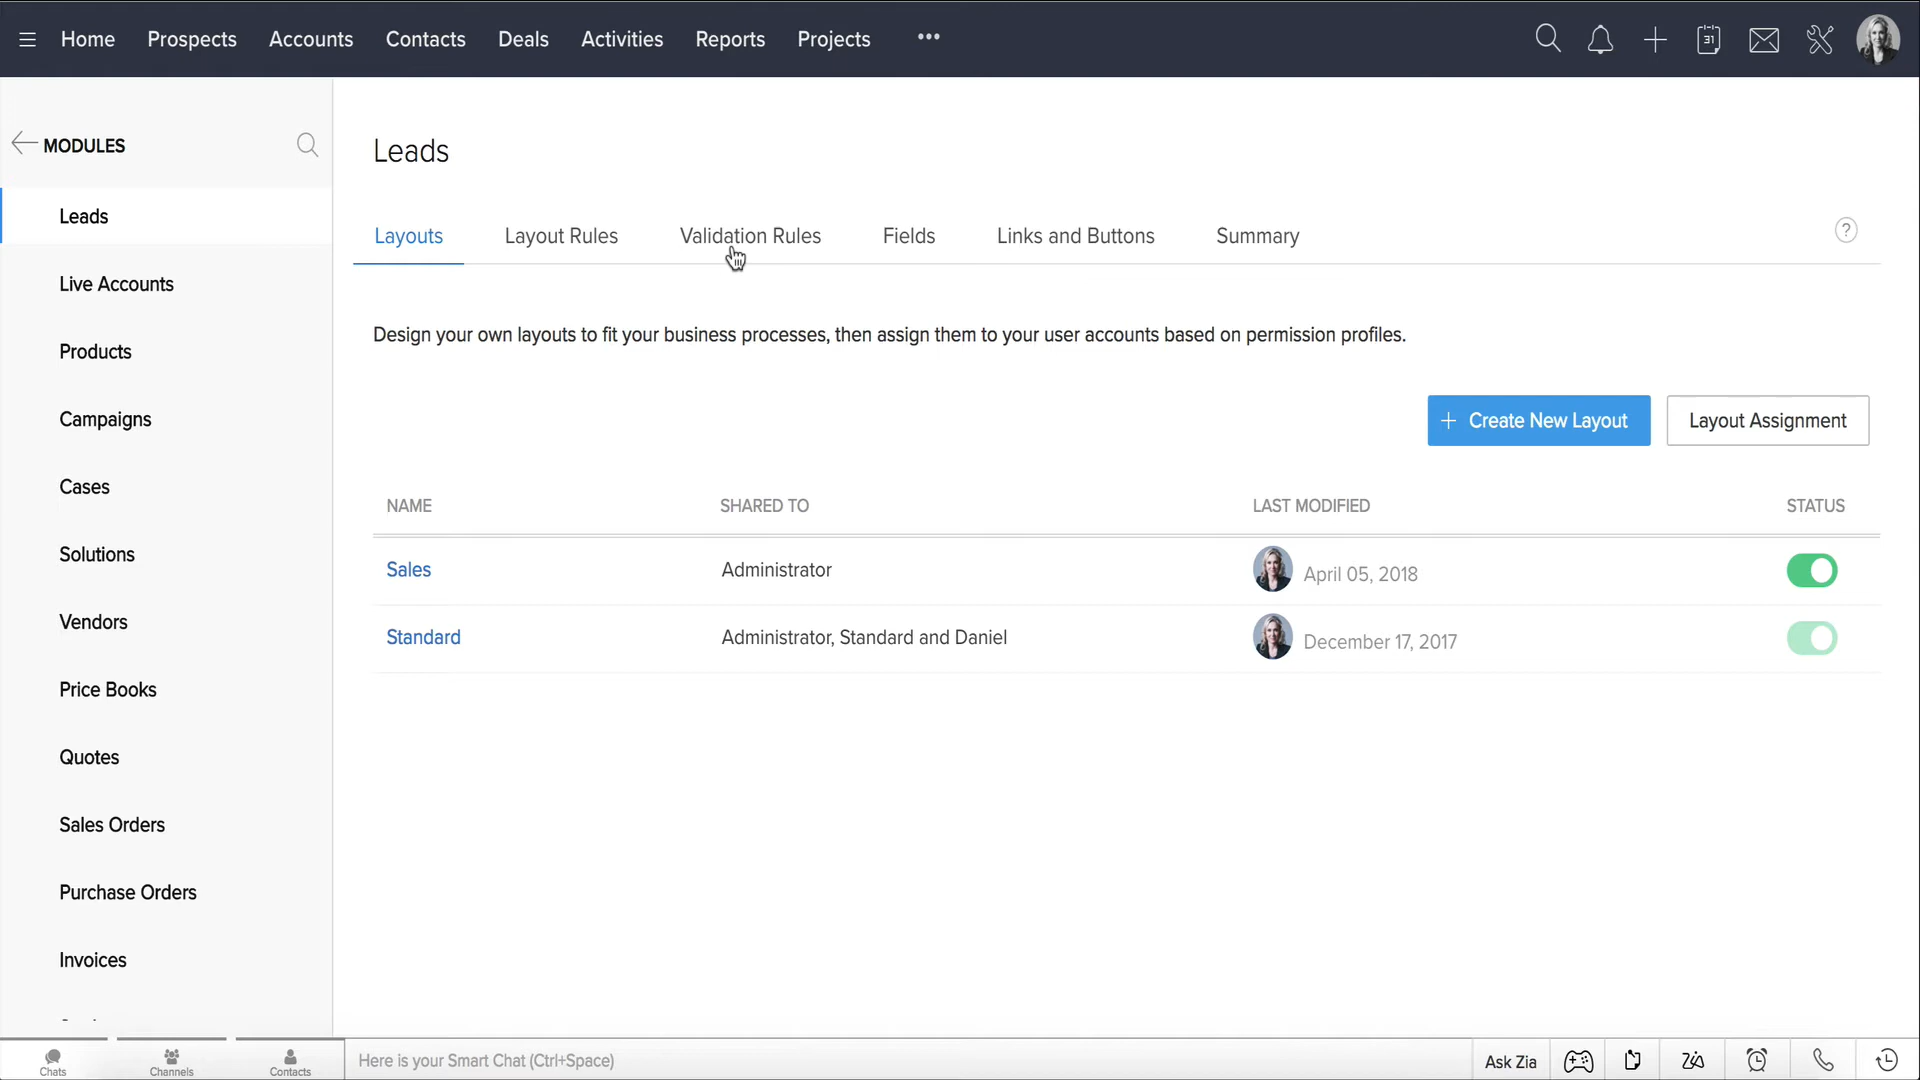 Home Prospects Accounts Contacts Deals Activities Reports Projects •••
31
MODULES
Leads
Live Accounts
Products
Campaigns
Cases
Solutions
Vendors
Price Books
Quotes
Sales Orders
Purchase Orders
Invoices
Leads
Layouts Layout Rules Validation Rules Fields Links and Buttons Summary
?
Design your own layouts to fit your business processes, then assign them to your user accounts based on permission profiles.
+ Create New Layout Layout Assignment
NAME SHARED TO LAST MODIFIED STATUS
Sales Administrator April 05, 2018
Standard Administrator, Standard and Daniel December 17, 2017
Chats Channels Contacts
Here is your Smart Chat (Ctrl+Space)
Ask Zia